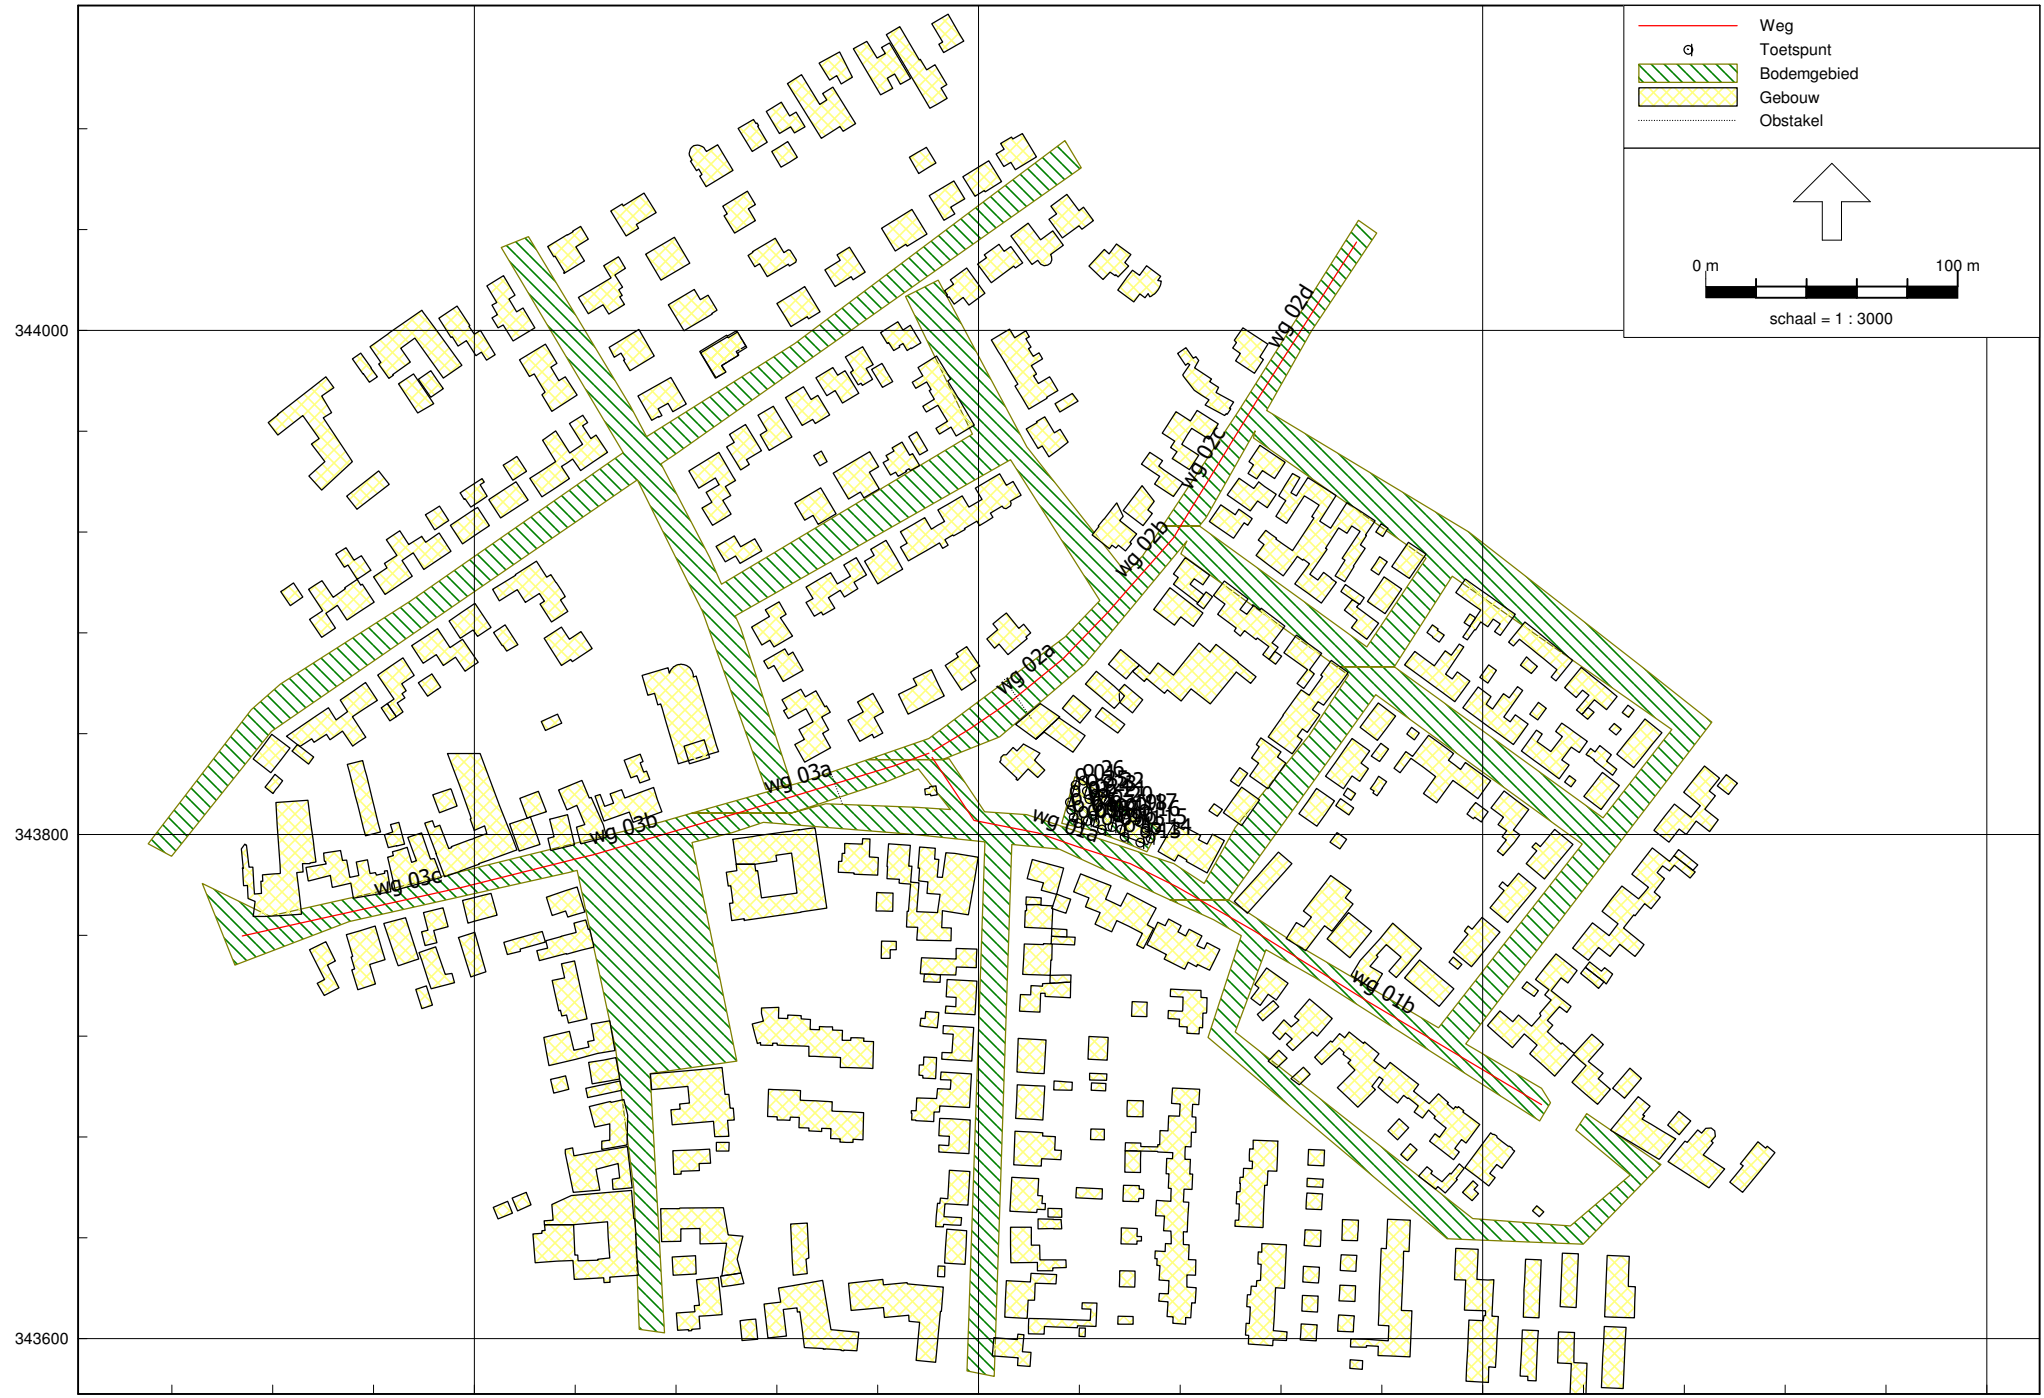 Weg
Toetspunt
Bodemgebied
Gebouw
Obstakel
0 m 100 m
schaal = 1 : 3000
344000
343800
343600
wg 02d
wg 02c
wg 02b
wg 02a
wg 03a
wg 03b
wg 03c
wg 01a
wg 01b